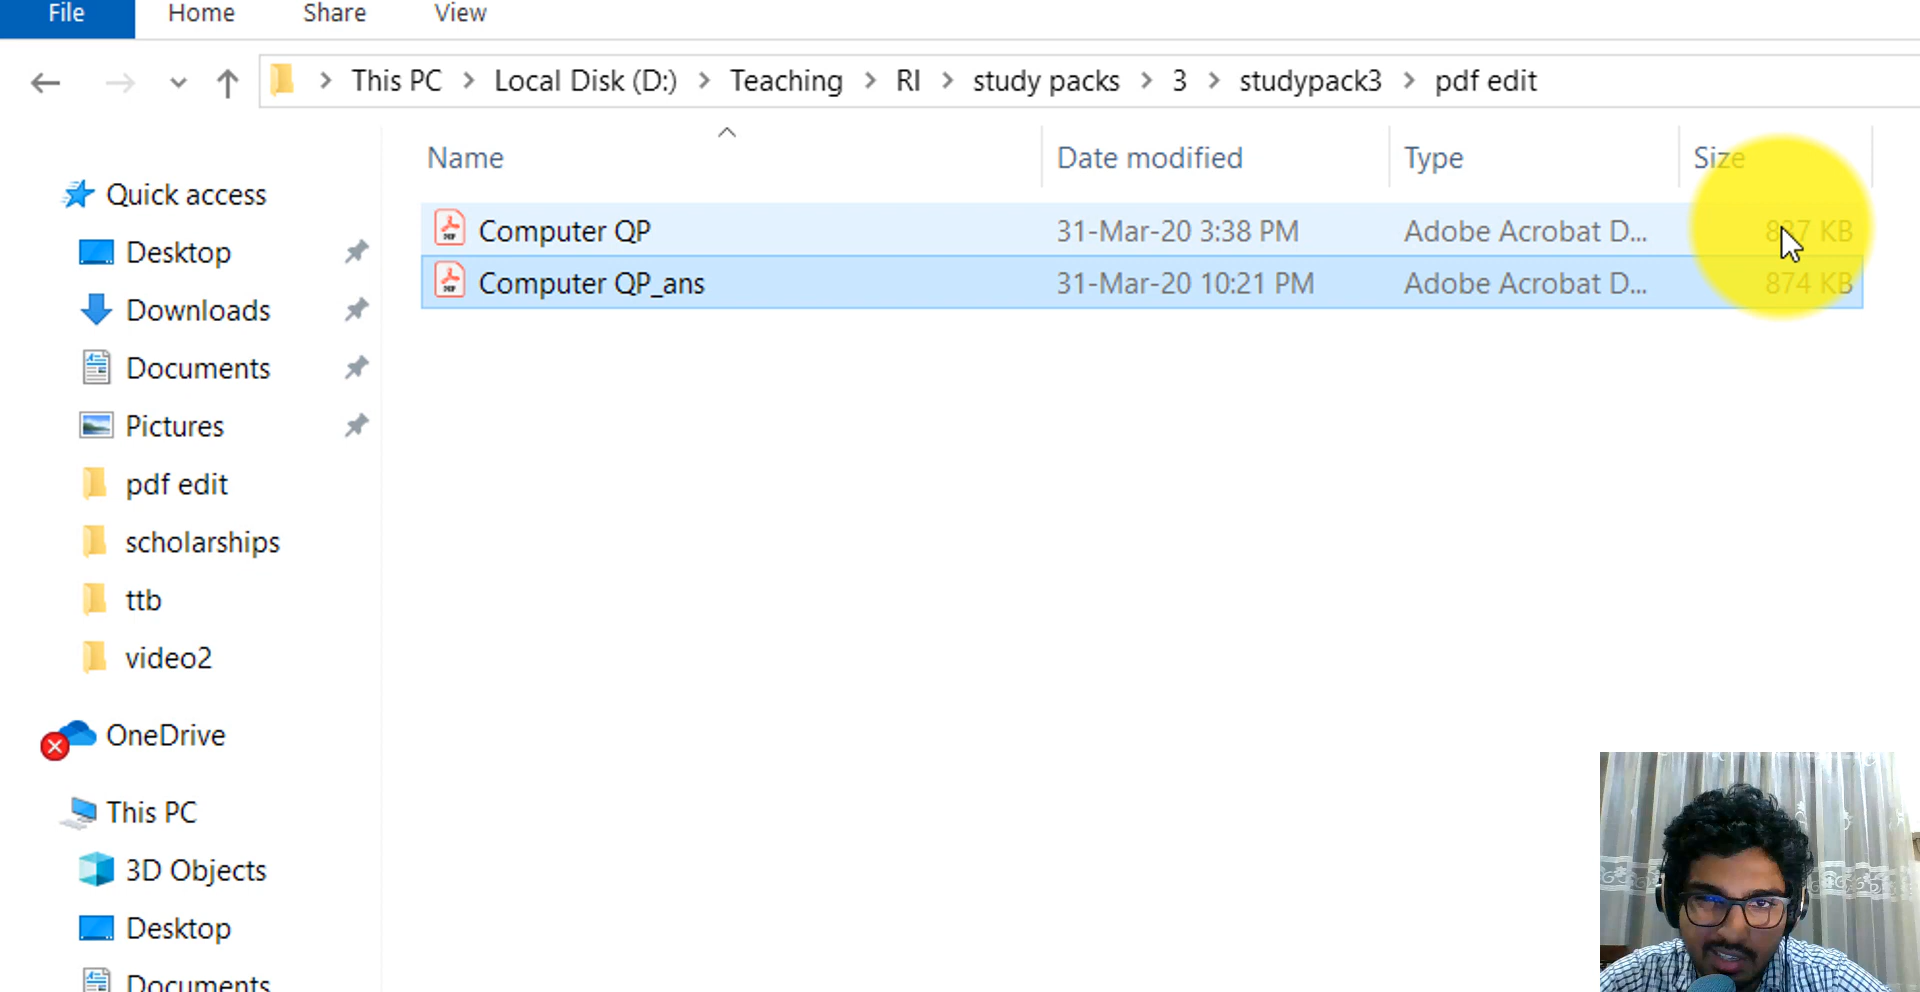 File Home Share View
This PC Local Disk (D:) Teaching RI study packs 3 studypack3 pdf edit
Name Date modified Type Size
Quick access
Computer QP 31-Mar-20 3:38 PM Adobe Acrobat D... KB
Desktop
Computer QP_ans 31-Mar-20 10:21 PM Adobe Acrobat D... 874 KB
Downloads
Documents
Pictures
pdf edit
scholarships
ttb
video2
OneDrive
This PC
3D Objects
Desktop
Documents